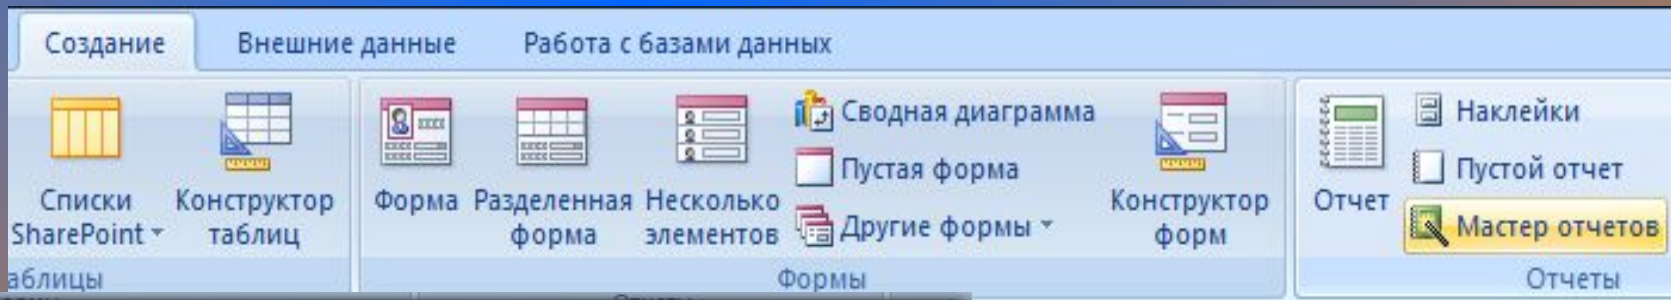 Создание Внешние данные Работа с базами данных
Списки SharePoint
Конструктор таблиц
Форма
Разделенная форма
Несколько элементов
Сводная диаграмма
Пустая форма
Другие формы
Конструктор форм
Отчет
Наклейки
Пустой отчет
Мастер отчетов
аблицы
Формы
Отчеты